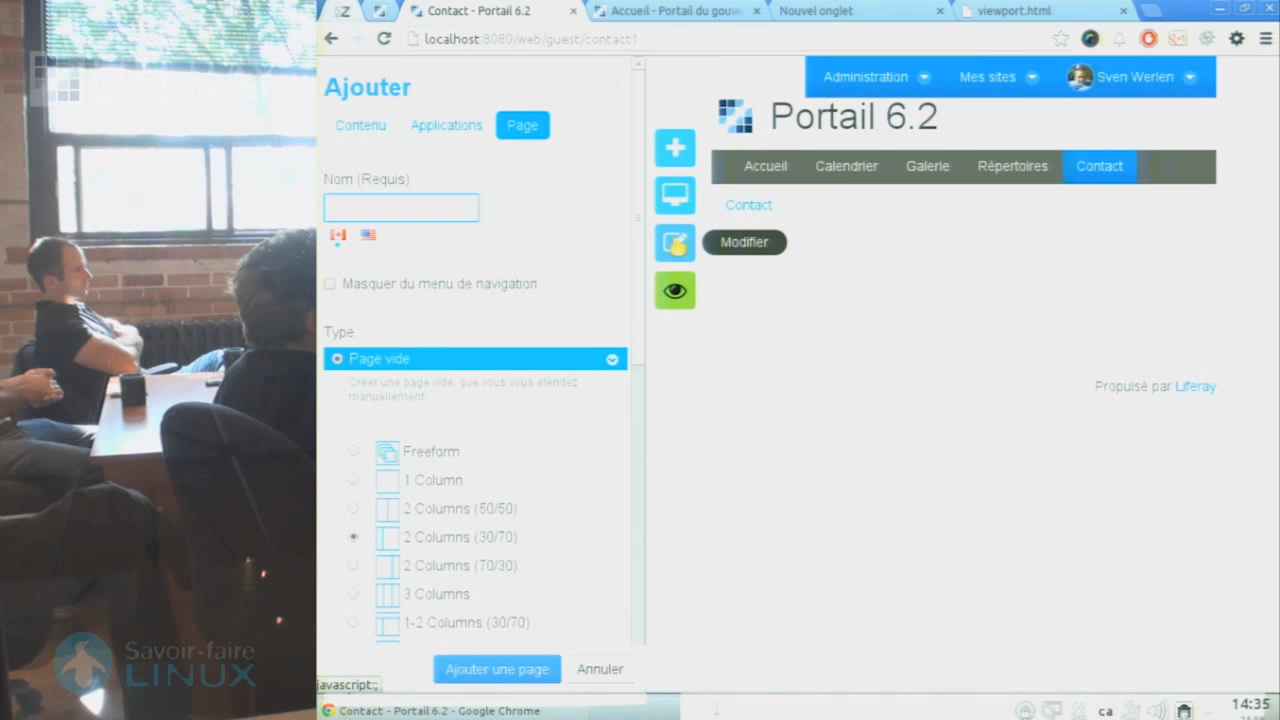 Contact - Portail 6.2
Accueil - Portail du gouv
Nouvel onglet
viewport.html
localhost:8080/web/guest/contact1
Ajouter
Contenu
Applications
Page
Nom (Requis)
Masquer du menu de navigation
Type
Page vide
Créer une page vide, que vous vous étendez
manuellement.
Freeform
1 Column
2 Columns (50/50)
2 Columns (30/70)
2 Columns (70/30)
3 Columns
1-2 Columns (30/70)
Ajouter une page
Annuler
javascript:;
Administration
Mes sites
Sven Werlen
Portail 6.2
Accueil
Calendrier
Galerie
Répertoires
Contact
Contact
Modifier
Propulsé par Liferay
Savoir-faire
LINUX
Contact - Portail 6.2 - Google Chrome
ca
14:35